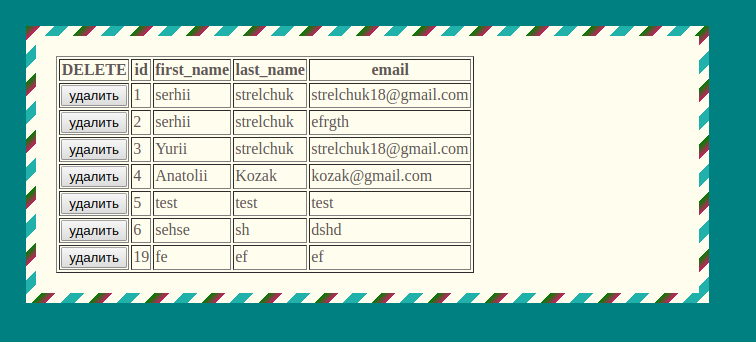 DELETE id first_name last_name email
удалить 1 serhii strelchuk strelchuk18@gmail.com
удалить 2 serhii strelchuk efrgth
удалить 3 Yurii strelchuk strelchuk18@gmail.com
удалить 4 Anatolii Kozak kozak@gmail.com
удалить 5 test test test
удалить 6 sehse sh dshd
удалить 19 fe ef ef